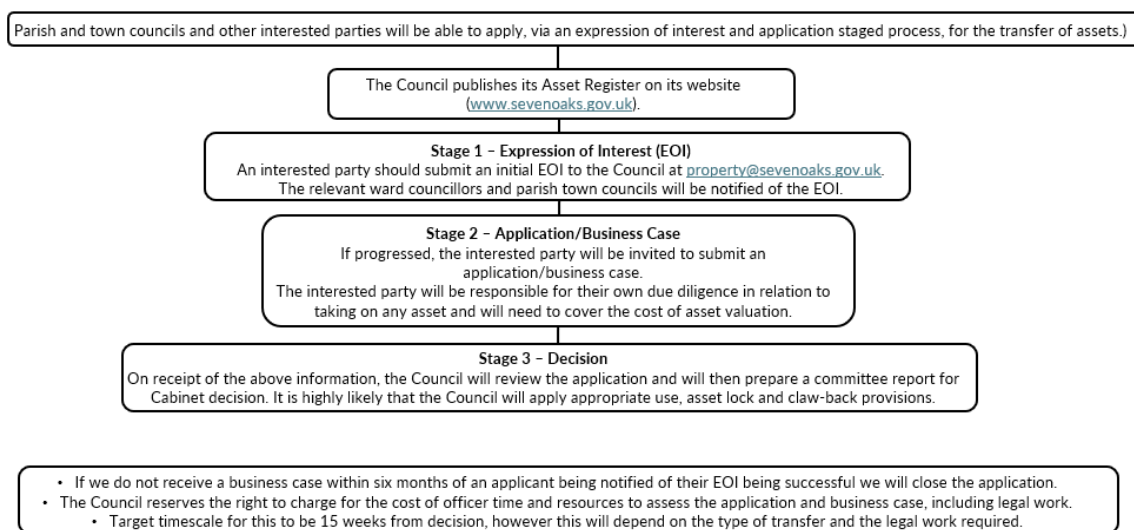 Parish and town councils and other interested parties will be able to apply, via an expression of interest and application staged process, for the transfer of assets.)
The Council publishes its Asset Register on its website
(www.sevenoaks.gov.uk).
Stage 1 – Expression of Interest (EOI)
An interested party should submit an initial EOI to the Council at property@sevenoaks.gov.uk.
The relevant ward councillors and parish town councils will be notified of the EOI.
Stage 2 – Application/Business Case
If progressed, the interested party will be invited to submit an
application/business case.
The interested party will be responsible for their own due diligence in relation to
taking on any asset and will need to cover the cost of asset valuation.
Stage 3 – Decision
On receipt of the above information, the Council will review the application and will then prepare a committee report for
Cabinet decision. It is highly likely that the Council will apply appropriate use, asset lock and claw-back provisions.
• If we do not receive a business case within six months of an applicant being notified of their EOI being successful we will close the application.
• The Council reserves the right to charge for the cost of officer time and resources to assess the application and business case, including legal work.
• Target timescale for this to be 15 weeks from decision, however this will depend on the type of transfer and the legal work required.